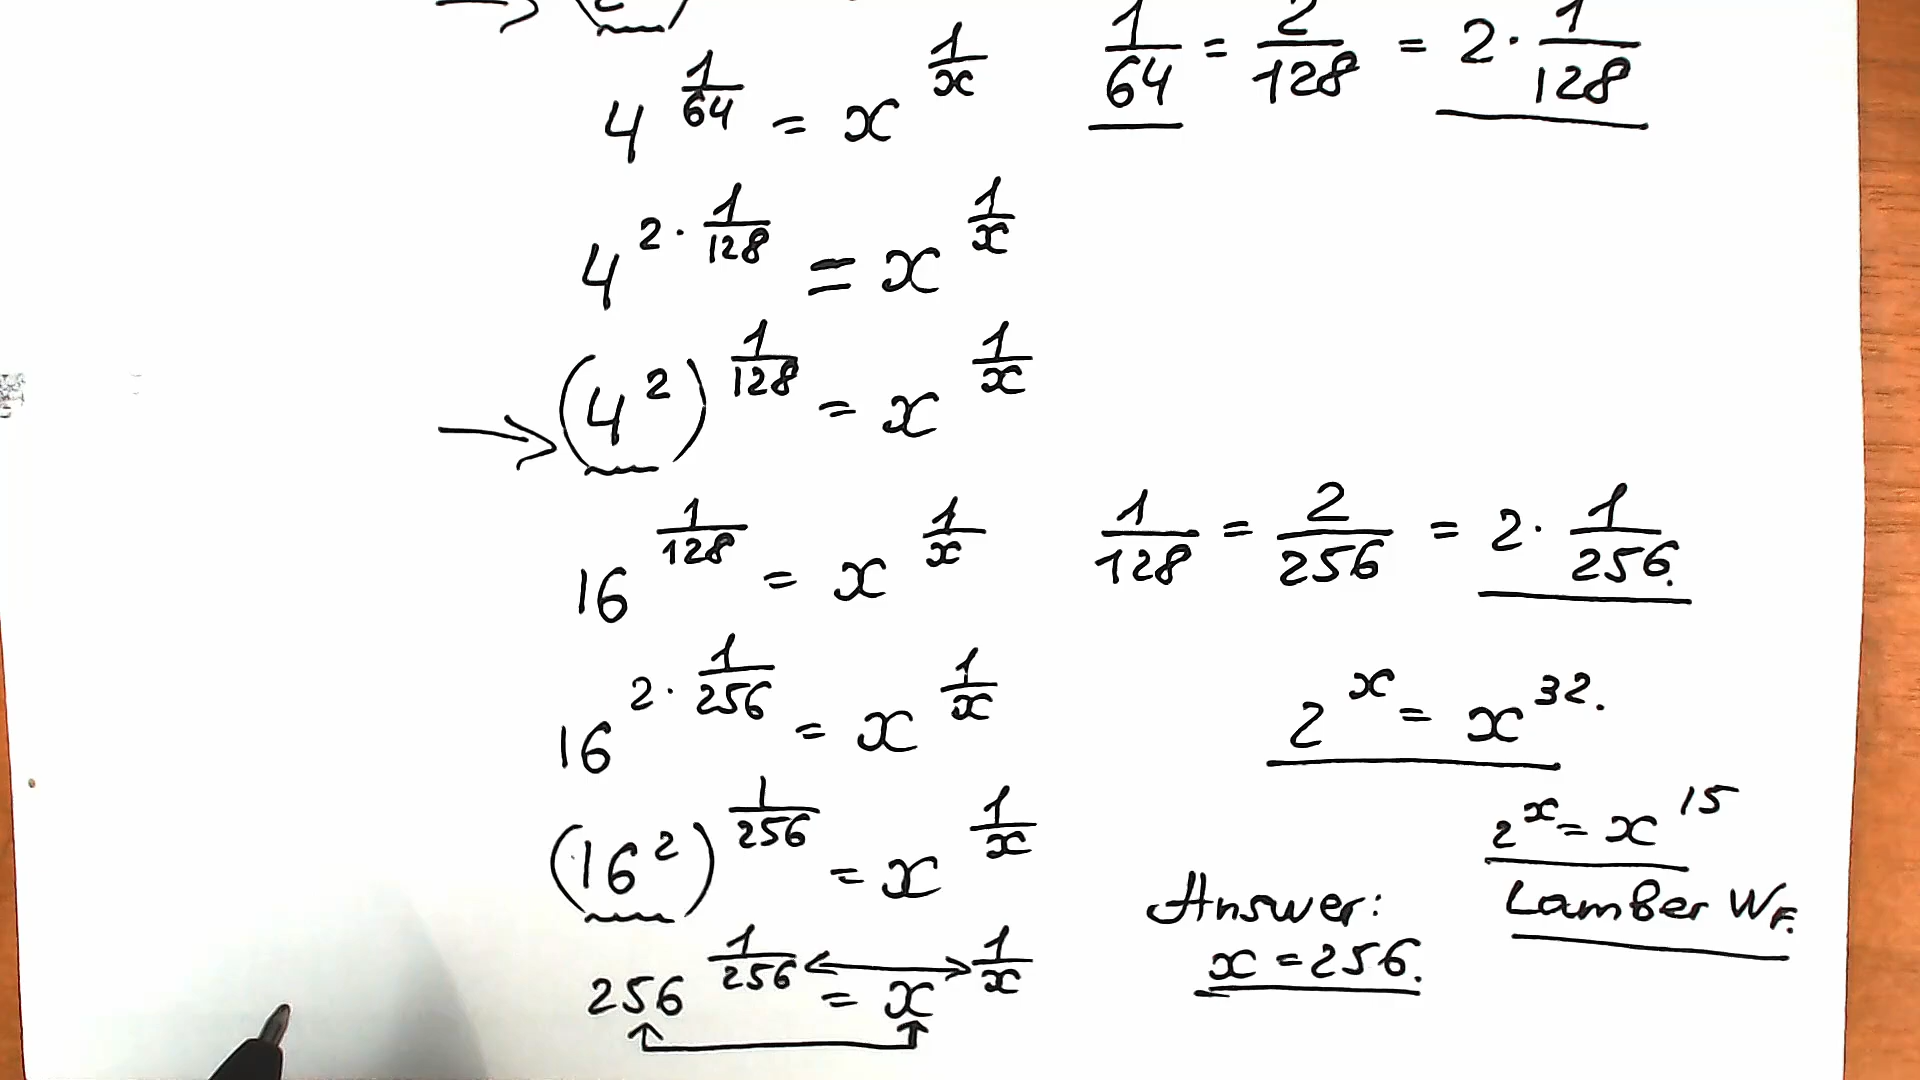 4^(1/64) = x^(1/x)
1/64 = 2/128 = 2 · 1/128
4^(2 · 1/128) = x^(1/x)
(4^2)^(1/128) = x^(1/x)
16^(1/128) = x^(1/x)
1/128 = 2/256 = 2 · 1/256.
16^(2 · 1/256) = x^(1/x)
2^x = x^32.
(16^2)^(1/256) = x^(1/x)
2^x = x^15
Answer:
LamBer W F.
256^(1/256) = x^(1/x)
x = 256.